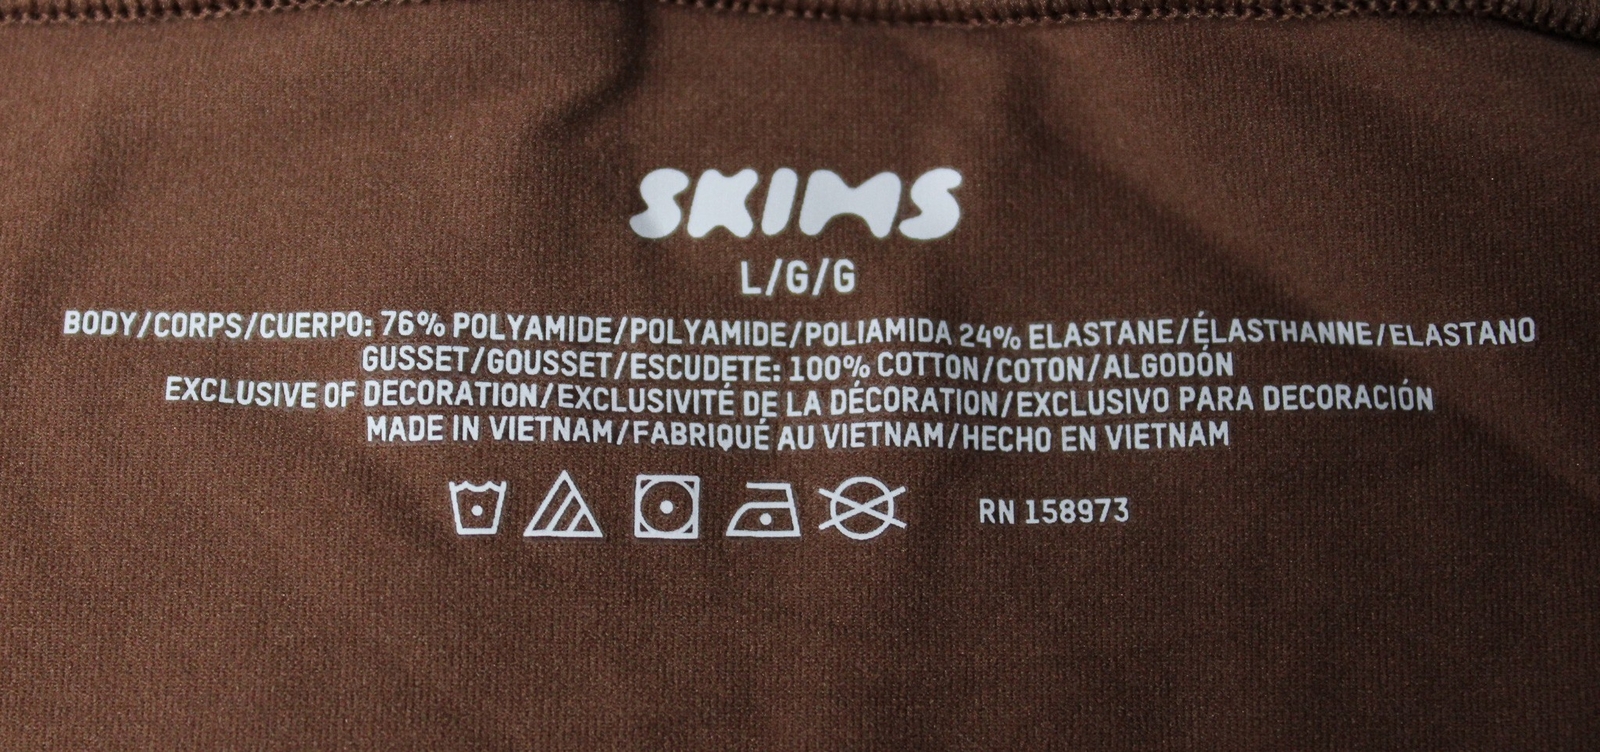 SKIMS
L/G/G
BODY/CORPS/CUERPO: 76% POLYAMIDE/POLYAMIDE/POLIAMIDA 24% ELASTANE/ÉLASTHANNE/ELASTANO
GUSSET/GOUSSET/ESCUDETE: 100% COTTON/COTON/ALGODÓN
EXCLUSIVE OF DECORATION/EXCLUSIVITÉ DE LA DÉCORATION/EXCLUSIVO PARA DECORACIÓN
MADE IN VIETNAM/FABRIQUÉ AU VIETNAM/HECHO EN VIETNAM
RN 158973